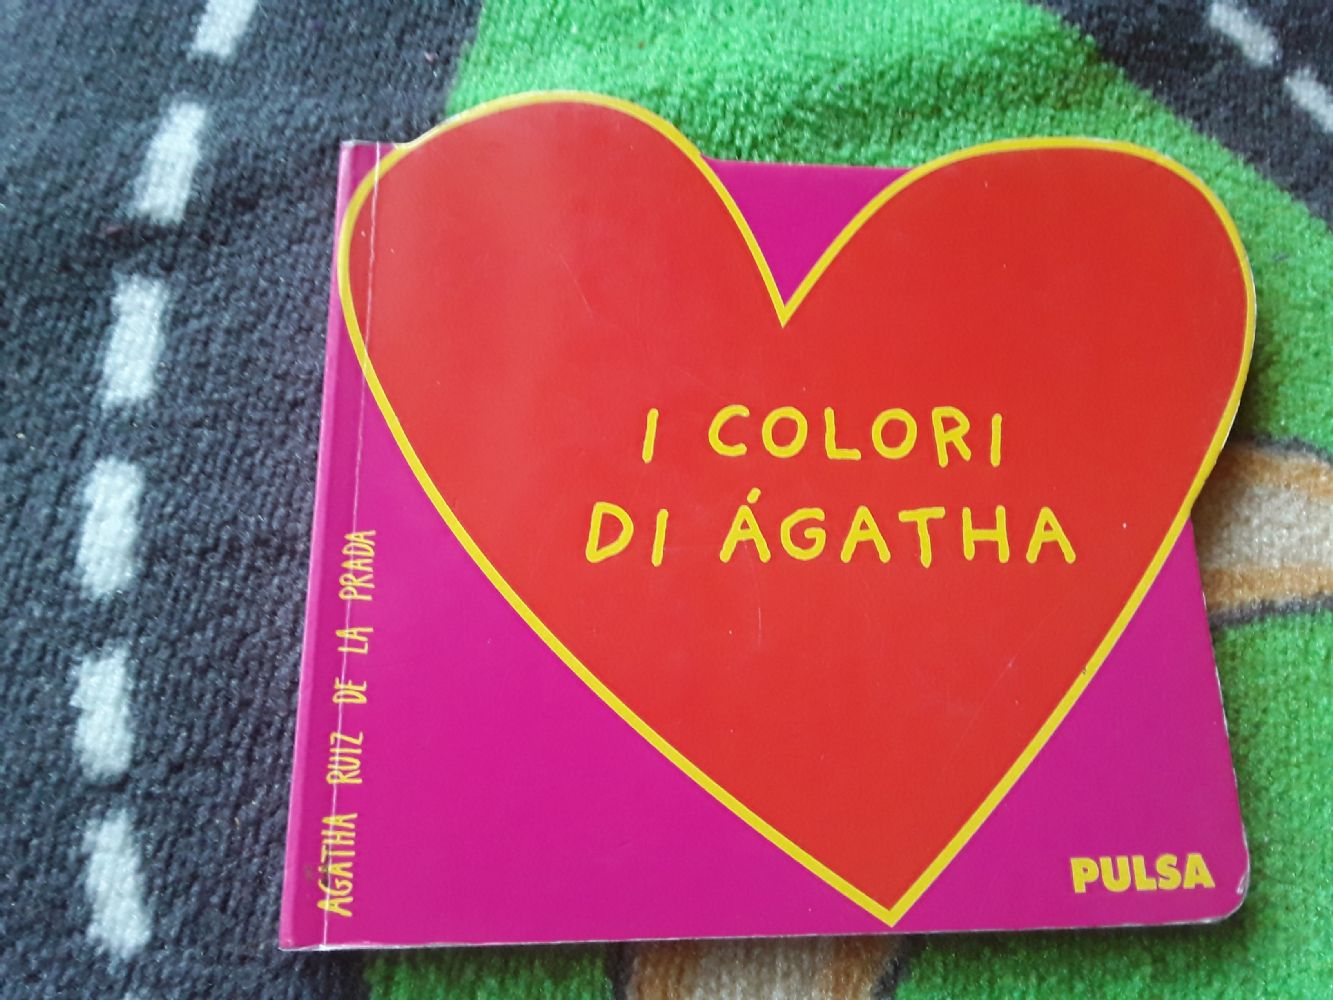 I COLORI
DI ÁGATHA
ÁGATHA RUIZ DE LA PRADA
PULSA